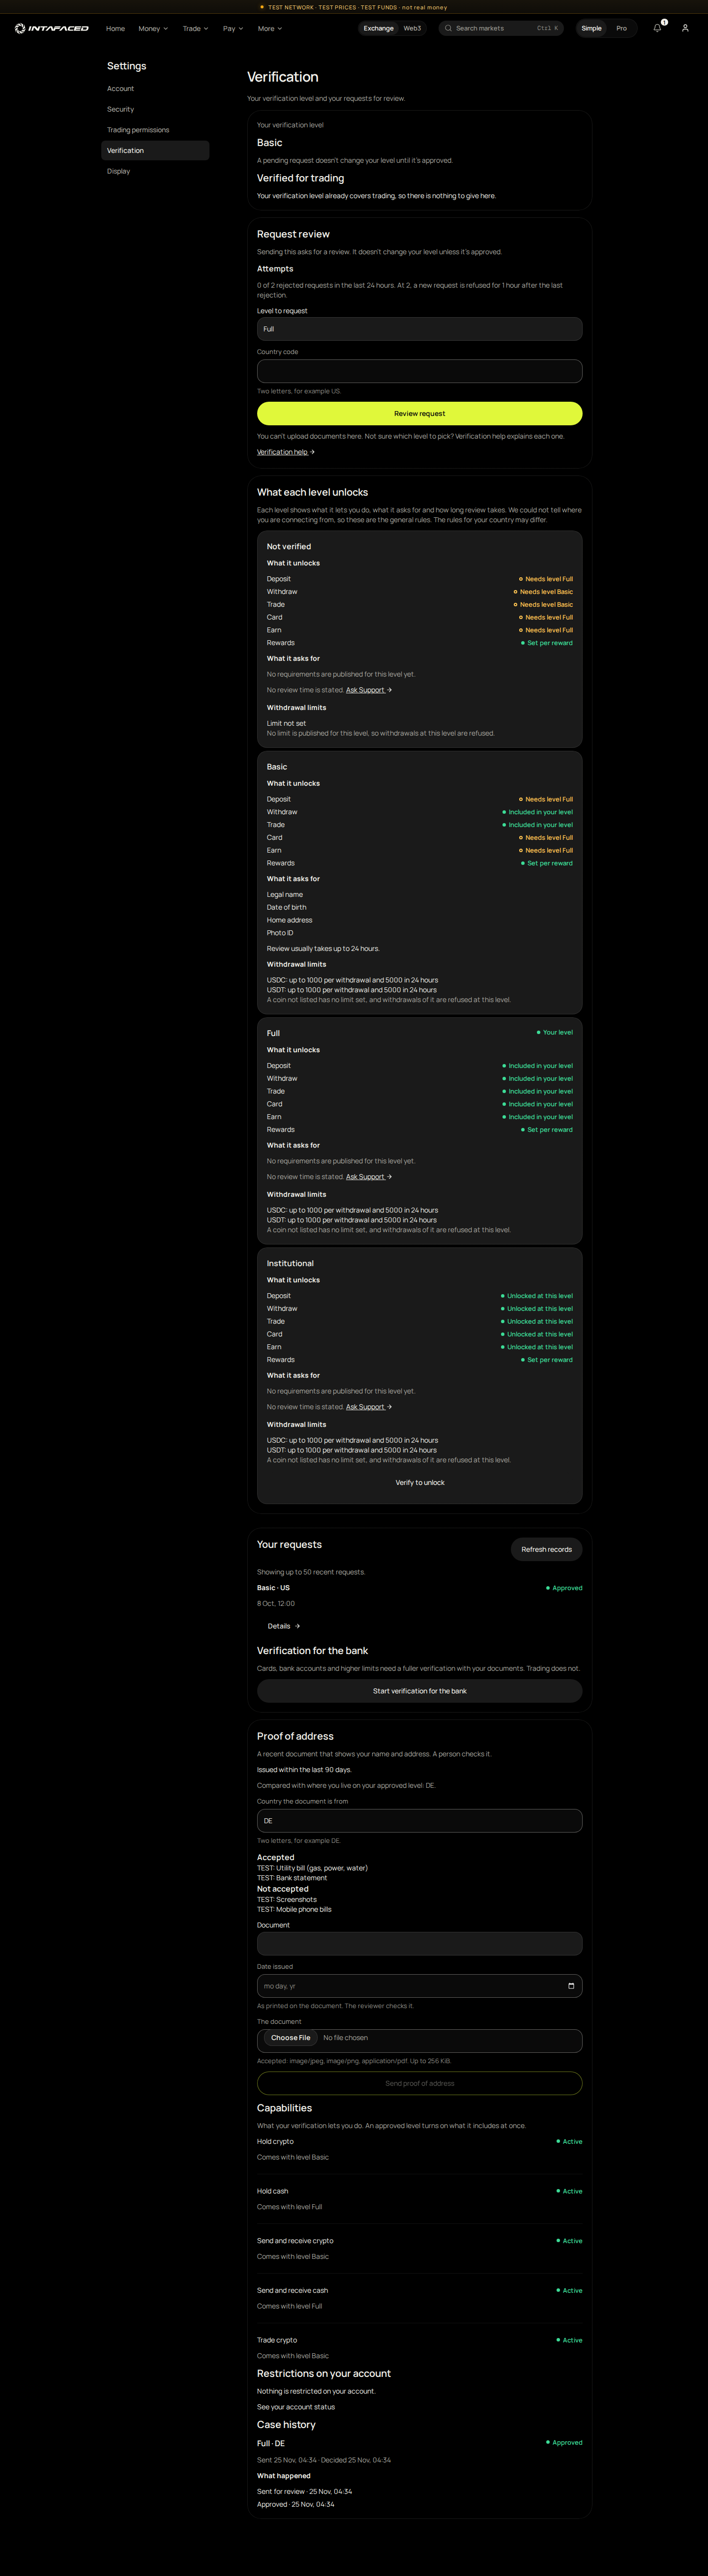 TEST NETWORK · TEST PRICES · TEST FUNDS · not real money
INTAFACED
Home
Money
Trade
Pay
More
Exchange
Web3
Search markets
Ctrl K
Simple
Pro
1
Settings
Account
Security
Trading permissions
Verification
Display
Verification
Your verification level and your requests for review.
Your verification level
Basic
A pending request doesn't change your level until it's approved.
Verified for trading
Your verification level already covers trading, so there is nothing to give here.
Request review
Sending this asks for a review. It doesn't change your level unless it's approved.
Attempts
0 of 2 rejected requests in the last 24 hours. At 2, a new request is refused for 1 hour after the last
rejection.
Level to request
Full
Country code
Two letters, for example US.
Review request
You can't upload documents here. Not sure which level to pick? Verification help explains each one.
Verification help →
What each level unlocks
Each level shows what it lets you do, what it asks for and how long review takes. We could not tell where
you are connecting from, so these are the general rules. The rules for your country may differ.
Not verified
What it unlocks
Deposit Needs level Full
Withdraw Needs level Basic
Trade Needs level Basic
Card Needs level Full
Earn Needs level Full
Rewards Set per reward
What it asks for
No requirements are published for this level yet.
No review time is stated. Ask Support →
Withdrawal limits
Limit not set
No limit is published for this level, so withdrawals at this level are refused.
Basic
What it unlocks
Deposit Needs level Full
Withdraw Included in your level
Trade Included in your level
Card Needs level Full
Earn Needs level Full
Rewards Set per reward
What it asks for
Legal name
Date of birth
Home address
Photo ID
Review usually takes up to 24 hours.
Withdrawal limits
USDC: up to 1000 per withdrawal and 5000 in 24 hours
USDT: up to 1000 per withdrawal and 5000 in 24 hours
A coin not listed has no limit set, and withdrawals of it are refused at this level.
Full Your level
What it unlocks
Deposit Included in your level
Withdraw Included in your level
Trade Included in your level
Card Included in your level
Earn Included in your level
Rewards Set per reward
What it asks for
No requirements are published for this level yet.
No review time is stated. Ask Support →
Withdrawal limits
USDC: up to 1000 per withdrawal and 5000 in 24 hours
USDT: up to 1000 per withdrawal and 5000 in 24 hours
A coin not listed has no limit set, and withdrawals of it are refused at this level.
Institutional
What it unlocks
Deposit Unlocked at this level
Withdraw Unlocked at this level
Trade Unlocked at this level
Card Unlocked at this level
Earn Unlocked at this level
Rewards Set per reward
What it asks for
No requirements are published for this level yet.
No review time is stated. Ask Support →
Withdrawal limits
USDC: up to 1000 per withdrawal and 5000 in 24 hours
USDT: up to 1000 per withdrawal and 5000 in 24 hours
A coin not listed has no limit set, and withdrawals of it are refused at this level.
Verify to unlock
Your requests
Refresh records
Showing up to 50 recent requests.
Basic · US Approved
8 Oct, 12:00
Details →
Verification for the bank
Cards, bank accounts and higher limits need a fuller verification with your documents. Trading does not.
Start verification for the bank
Proof of address
A recent document that shows your name and address. A person checks it.
Issued within the last 90 days.
Compared with where you live on your approved level: DE.
Country the document is from
DE
Two letters, for example DE.
Accepted
TEST: Utility bill (gas, power, water)
TEST: Bank statement
Not accepted
TEST: Screenshots
TEST: Mobile phone bills
Document
Date issued
mo day, yr
As printed on the document. The reviewer checks it.
The document
Choose File No file chosen
Accepted: image/jpeg, image/png, application/pdf. Up to 256 KiB.
Send proof of address
Capabilities
What your verification lets you do. An approved level turns on what it includes at once.
Hold crypto Active
Comes with level Basic
Hold cash Active
Comes with level Full
Send and receive crypto Active
Comes with level Basic
Send and receive cash Active
Comes with level Full
Trade crypto Active
Comes with level Basic
Restrictions on your account
Nothing is restricted on your account.
See your account status
Case history
Full · DE Approved
Sent 25 Nov, 04:34 · Decided 25 Nov, 04:34
What happened
Sent for review · 25 Nov, 04:34
Approved · 25 Nov, 04:34